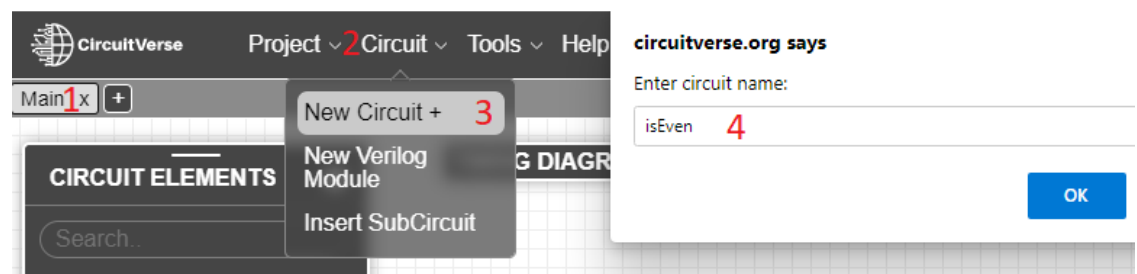 CircuitVerse Project 2 Circuit Tools Help
Main 1 x +
New Circuit + 3
New Verilog
Module
Insert SubCircuit
CIRCUIT ELEMENTS
Search..
G DIAGR
circuitverse.org says
Enter circuit name:
isEven 4
OK